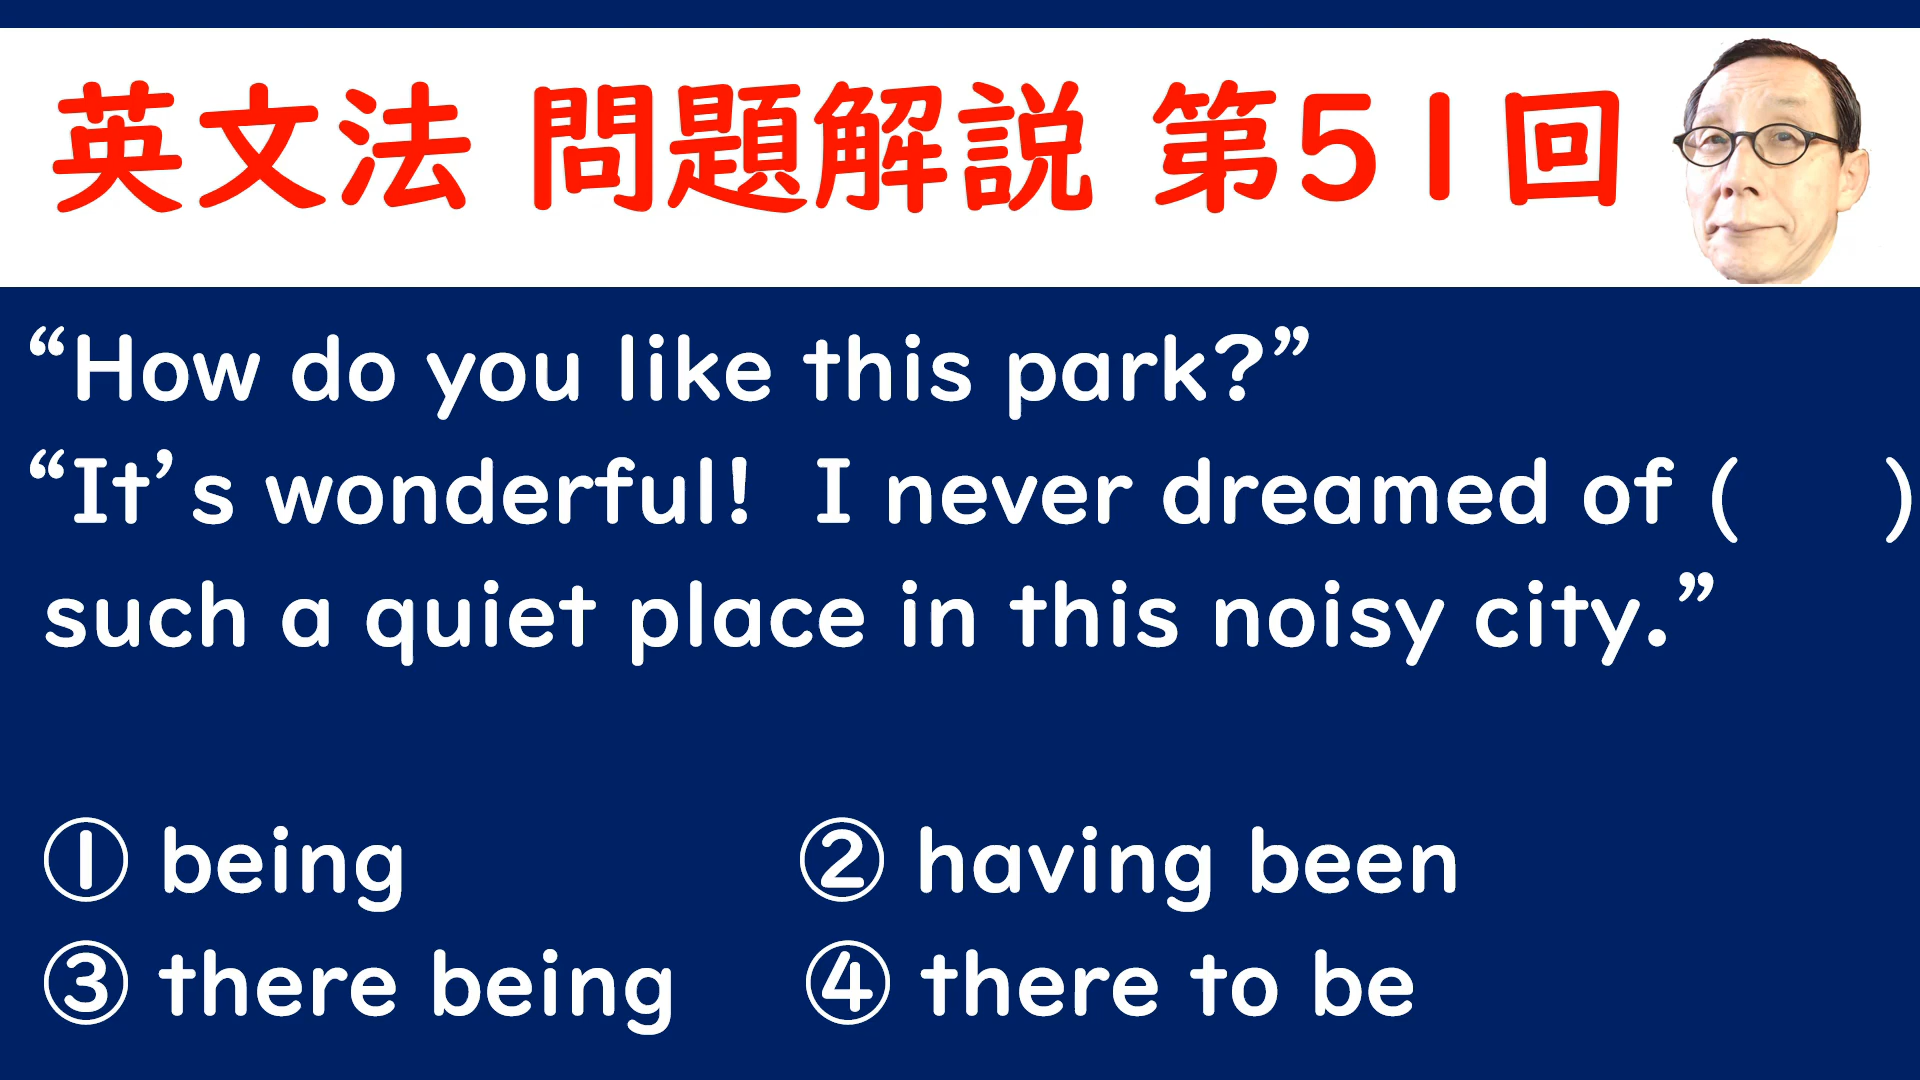 英文法 問題解説 第51回
“How do you like this park?”
“It’s wonderful!  I never dreamed of (      )
such a quiet place in this noisy city.”
① being ② having been
③ there being ④ there to be